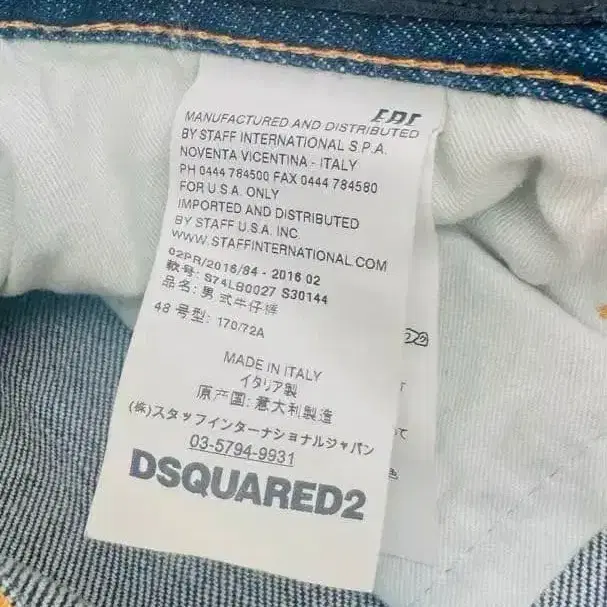 MANUFACTURED AND DISTRIBUTED
BY STAFF INTERNATIONAL S.P.A.
NOVENTA VICENTINA - ITALY
PH 0444 784500 FAX 0444 784580
FOR U.S.A. ONLY
IMPORTED AND DISTRIBUTED
BY STAFF U.S.A. INC
WWW.STAFFINTERNATIONAL.COM
02PR/2016/84 - 2016 02
款号: S74LB0027 S30144
品名: 男式牛仔裤
48 号型: 170/72A
MADE IN ITALY
イタリア製
原产国: 意大利製造
(株)スタッフインターナショナルジャパン
03-5794-9931
DSQUARED2
て
色